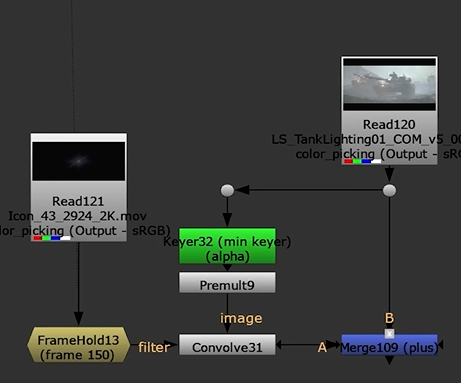 Read120
LS_TankLighting01_COM_v5_00
color_picking (Output - sR
Read121
Icon_43_2924_2K.mov
lor_picking (Output - sRGB)
Keyer32 (min keyer)
(alpha)
Premult9
image
B
FrameHold13
(frame 150)
filter
Convolve31
A
Merge109 (plus)